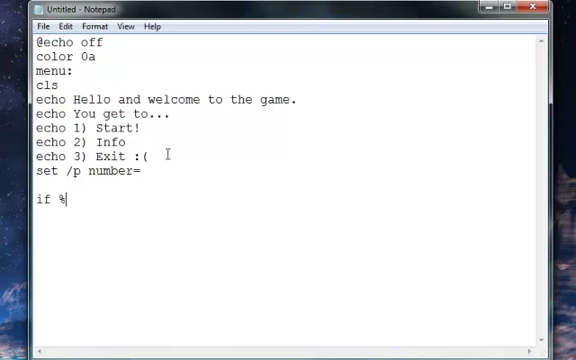 Untitled - Notepad
File Edit Format View Help
@echo off
color 0a
menu:
cls
echo Hello and welcome to the game.
echo You get to...
echo 1) Start!
echo 2) Info
echo 3) Exit :(
set /p number=
if %